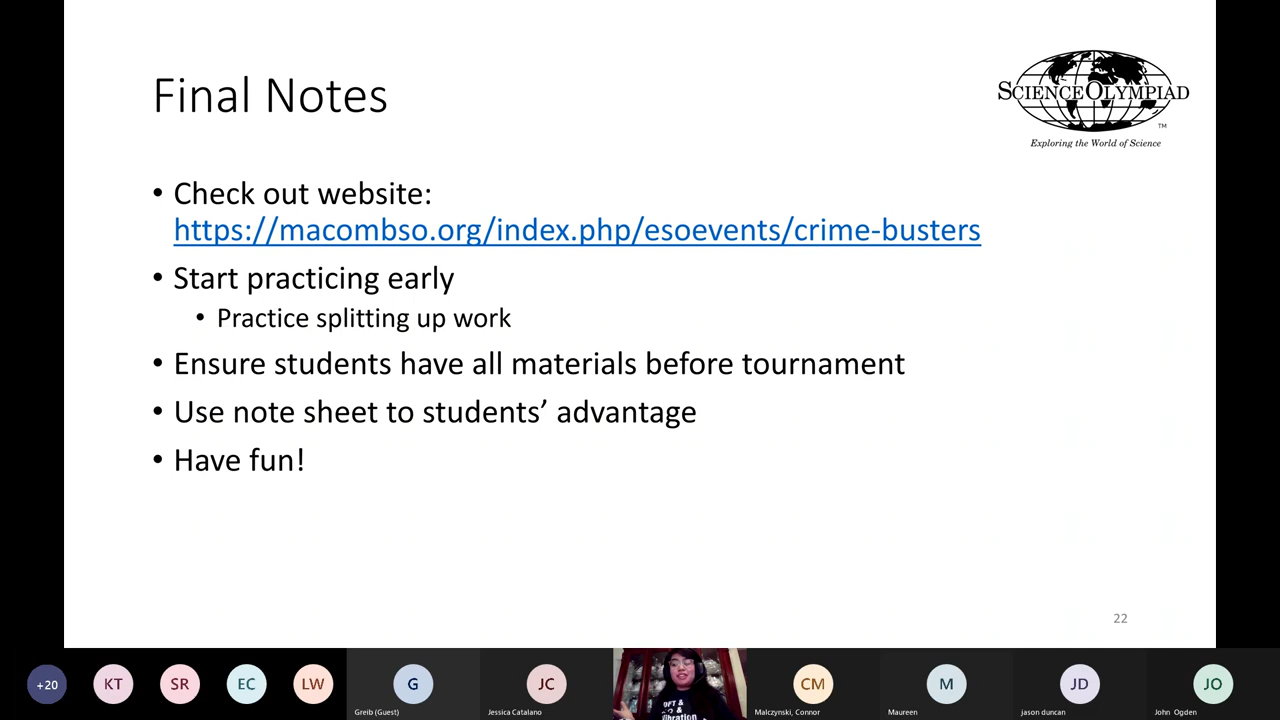 Final Notes
SCIENCE OLYMPIAD
TM
Exploring the World of Science
• Check out website:
https://macombso.org/index.php/esoevents/crime-busters
• Start practicing early
• Practice splitting up work
• Ensure students have all materials before tournament
• Use note sheet to students’ advantage
• Have fun!
22
+20
KT
SR
EC
LW
G
JC
CM
M
JD
JO
Greib (Guest)
Jessica Catalano
Malczynski, Connor
Maureen
jason duncan
John Ogden